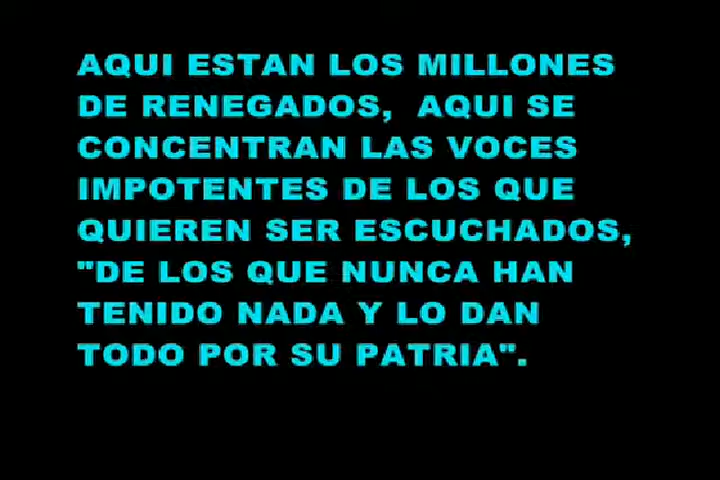 AQUI ESTAN LOS MILLONES
DE RENEGADOS, AQUI SE
CONCENTRAN LAS VOCES
IMPOTENTES DE LOS QUE
QUIEREN SER ESCUCHADOS,
"DE LOS QUE NUNCA HAN
TENIDO NADA Y LO DAN
TODO POR SU PATRIA".